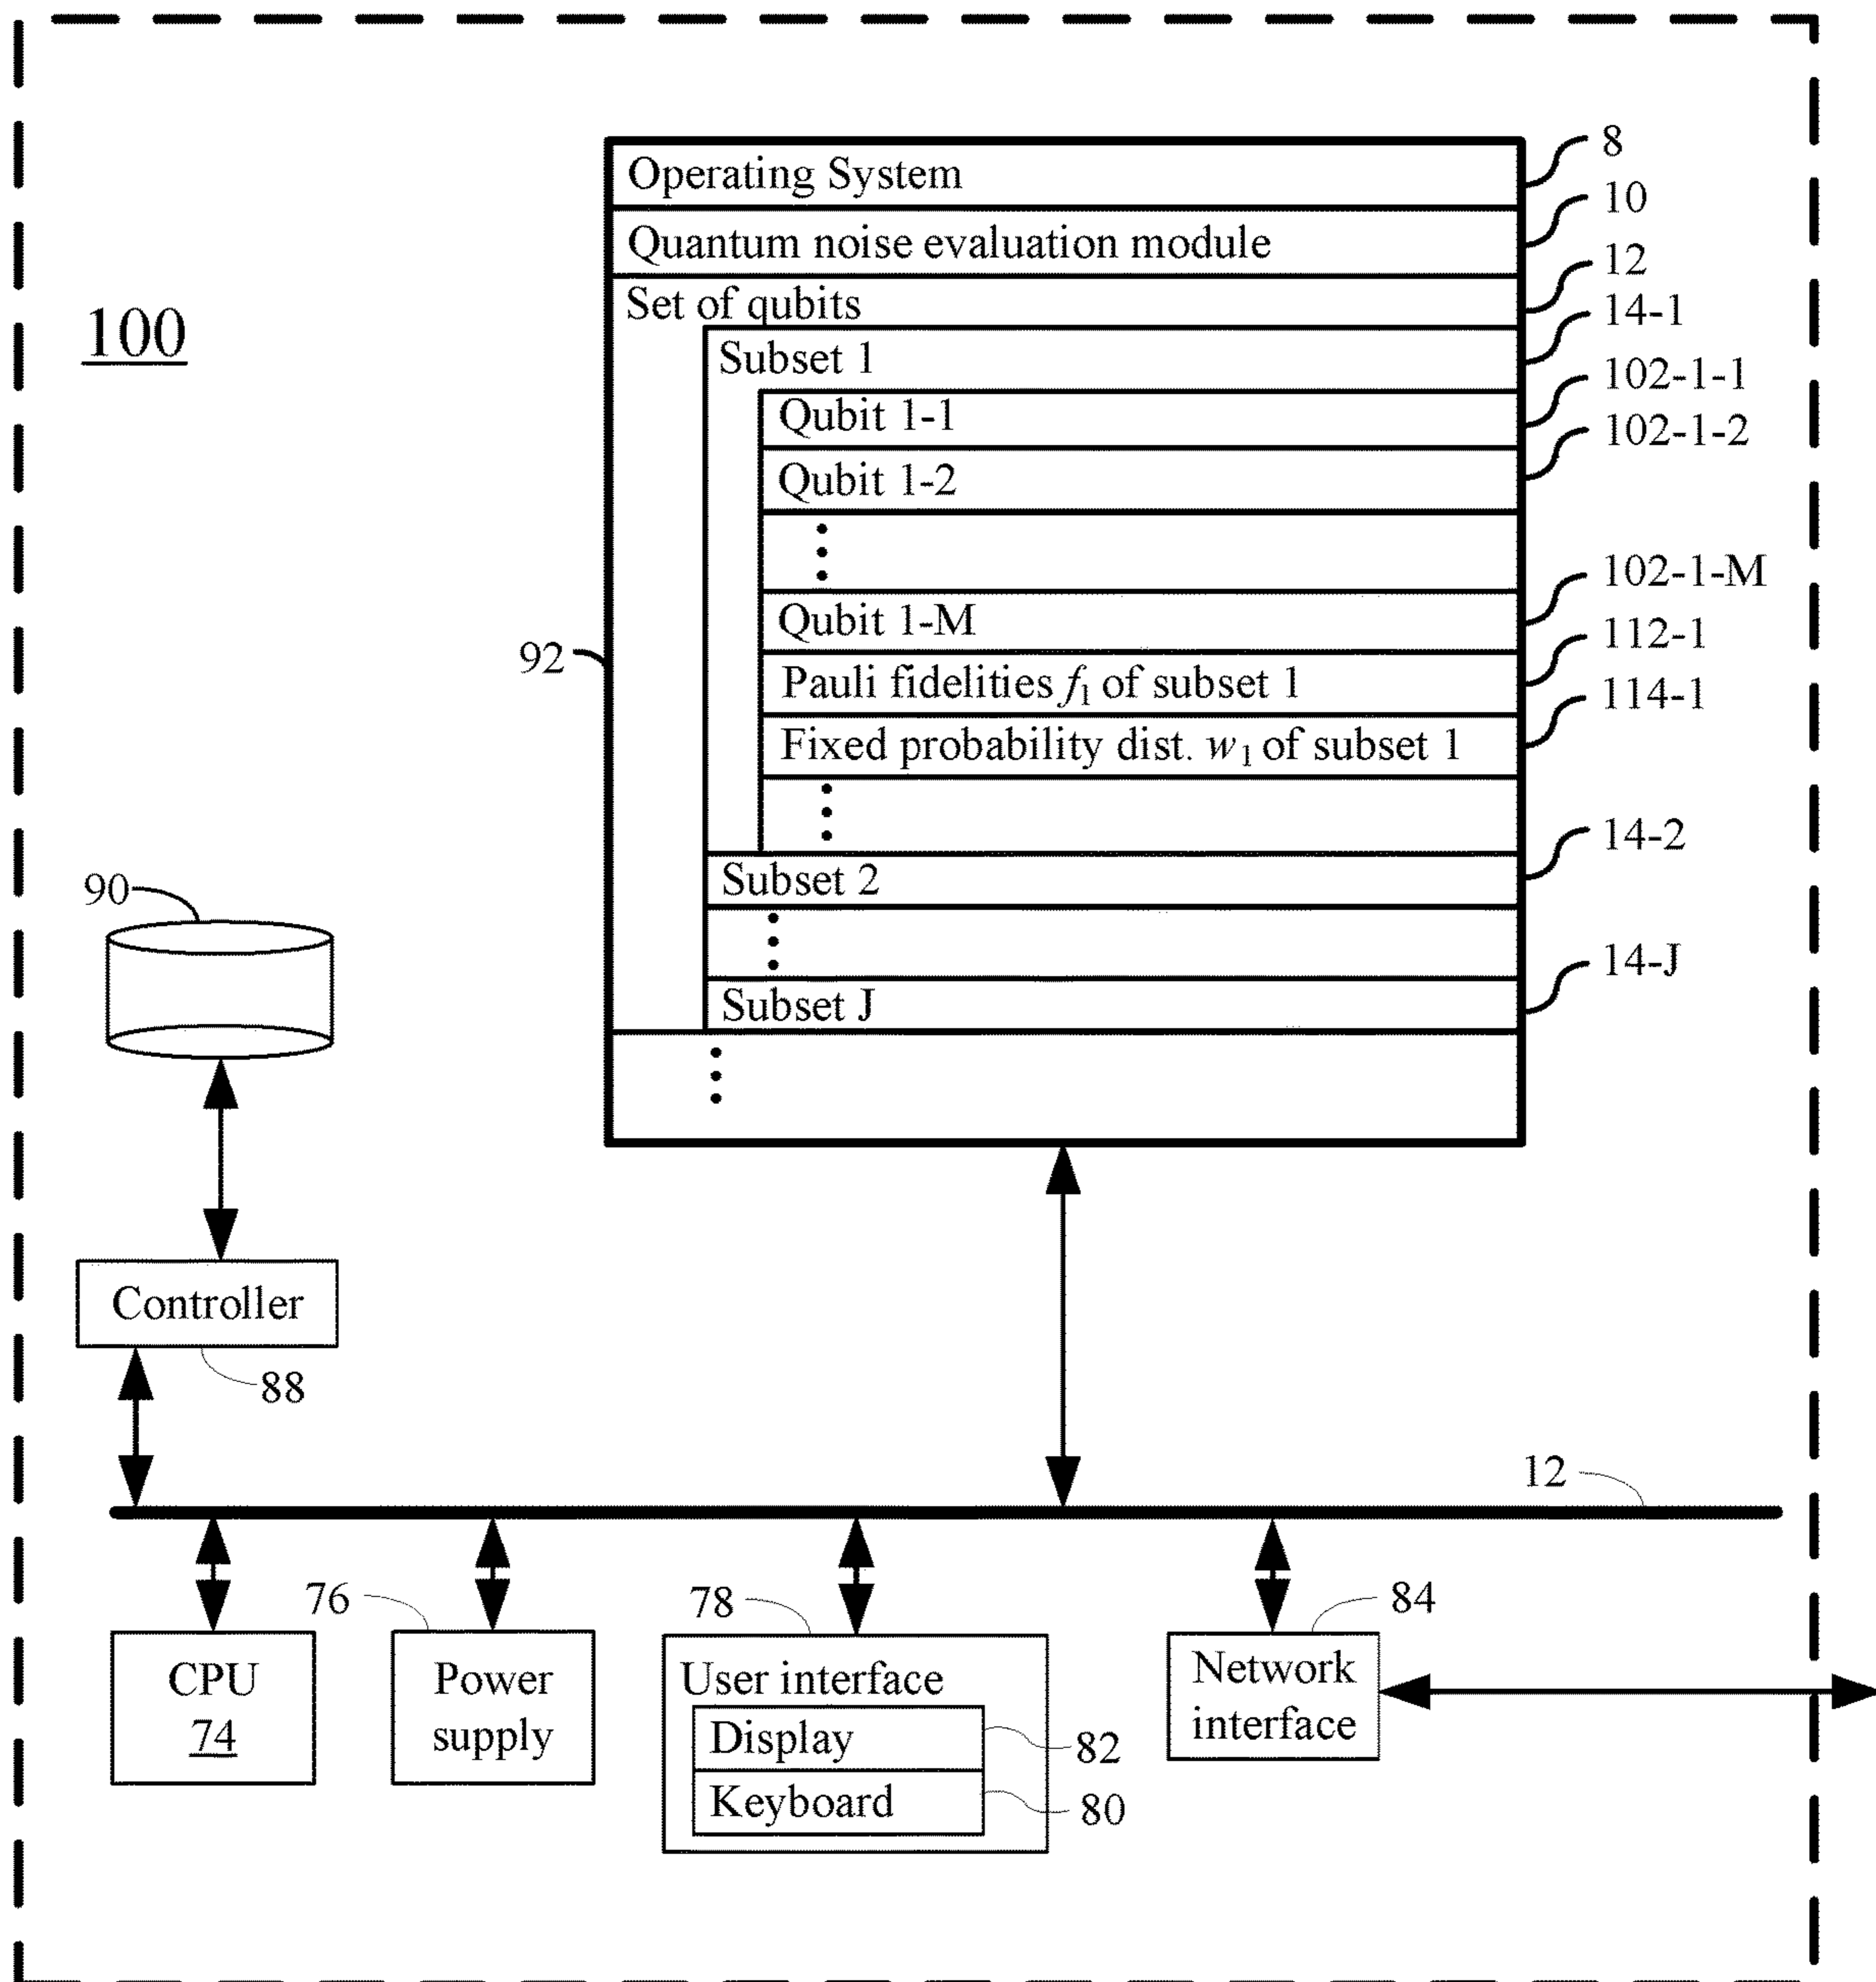 Operating System
8
Quantum noise evaluation module
10
Set of qubits
12
100
Subset 1
14-1
Qubit 1-1
102-1-1
Qubit 1-2
102-1-2
Qubit 1-M
102-1-M
92
Pauli fidelities f1 of subset 1
112-1
Fixed probability dist. w1 of subset 1
114-1
Subset 2
14-2
90
Subset J
14-J
Controller
88
12
CPU
74
76
Power
supply
78
User interface
Display
82
Keyboard
80
84
Network
interface